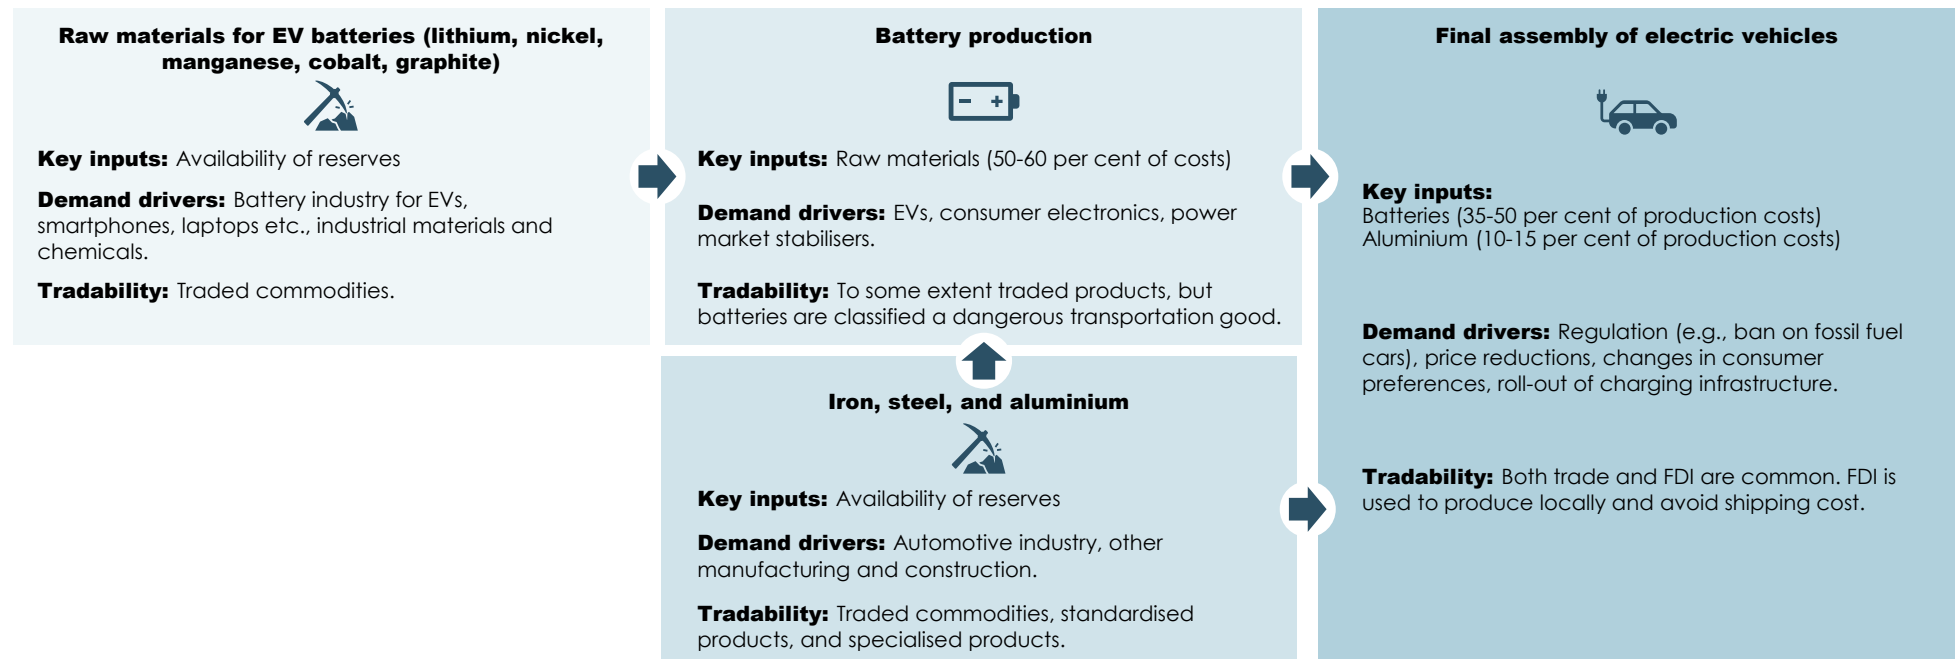 Raw materials for EV batteries (lithium, nickel,
manganese, cobalt, graphite)
Key inputs: Availability of reserves
Demand drivers: Battery industry for EVs,
smartphones, laptops etc., industrial materials and
chemicals.
Tradability: Traded commodities.
Battery production
- +
Key inputs: Raw materials (50-60 per cent of costs)
Demand drivers: EVs, consumer electronics, power
market stabilisers.
Tradability: To some extent traded products, but
batteries are classified a dangerous transportation good.
Iron, steel, and aluminium
Key inputs: Availability of reserves
Demand drivers: Automotive industry, other
manufacturing and construction.
Tradability: Traded commodities, standardised
products, and specialised products.
Final assembly of electric vehicles
Key inputs:
Batteries (35-50 per cent of production costs)
Aluminium (10-15 per cent of production costs)
Demand drivers: Regulation (e.g., ban on fossil fuel
cars), price reductions, changes in consumer
preferences, roll-out of charging infrastructure.
Tradability: Both trade and FDI are common. FDI is
used to produce locally and avoid shipping cost.